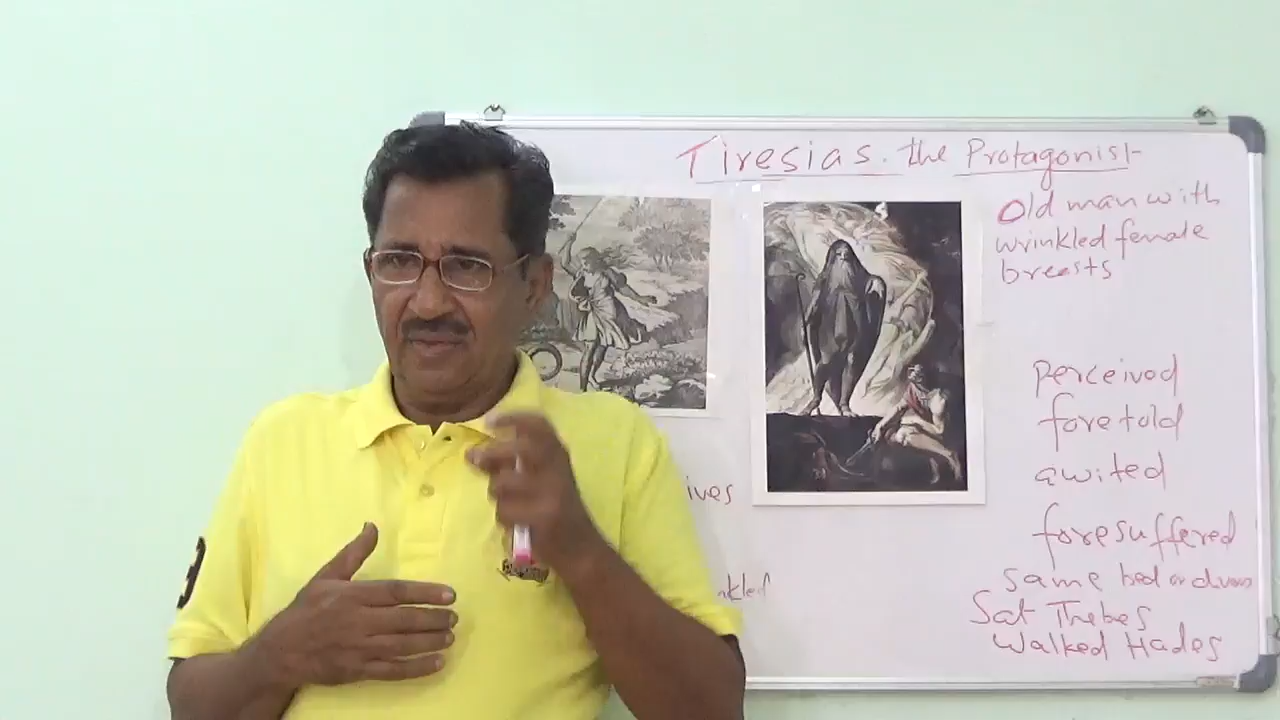 Tiresias. the Protagonist
Old man with
wrinkled female
breasts
perceived
foretold
awited
foresuffered
same bed or divan
Sat Thebes
Walked Hades
ives
nkled